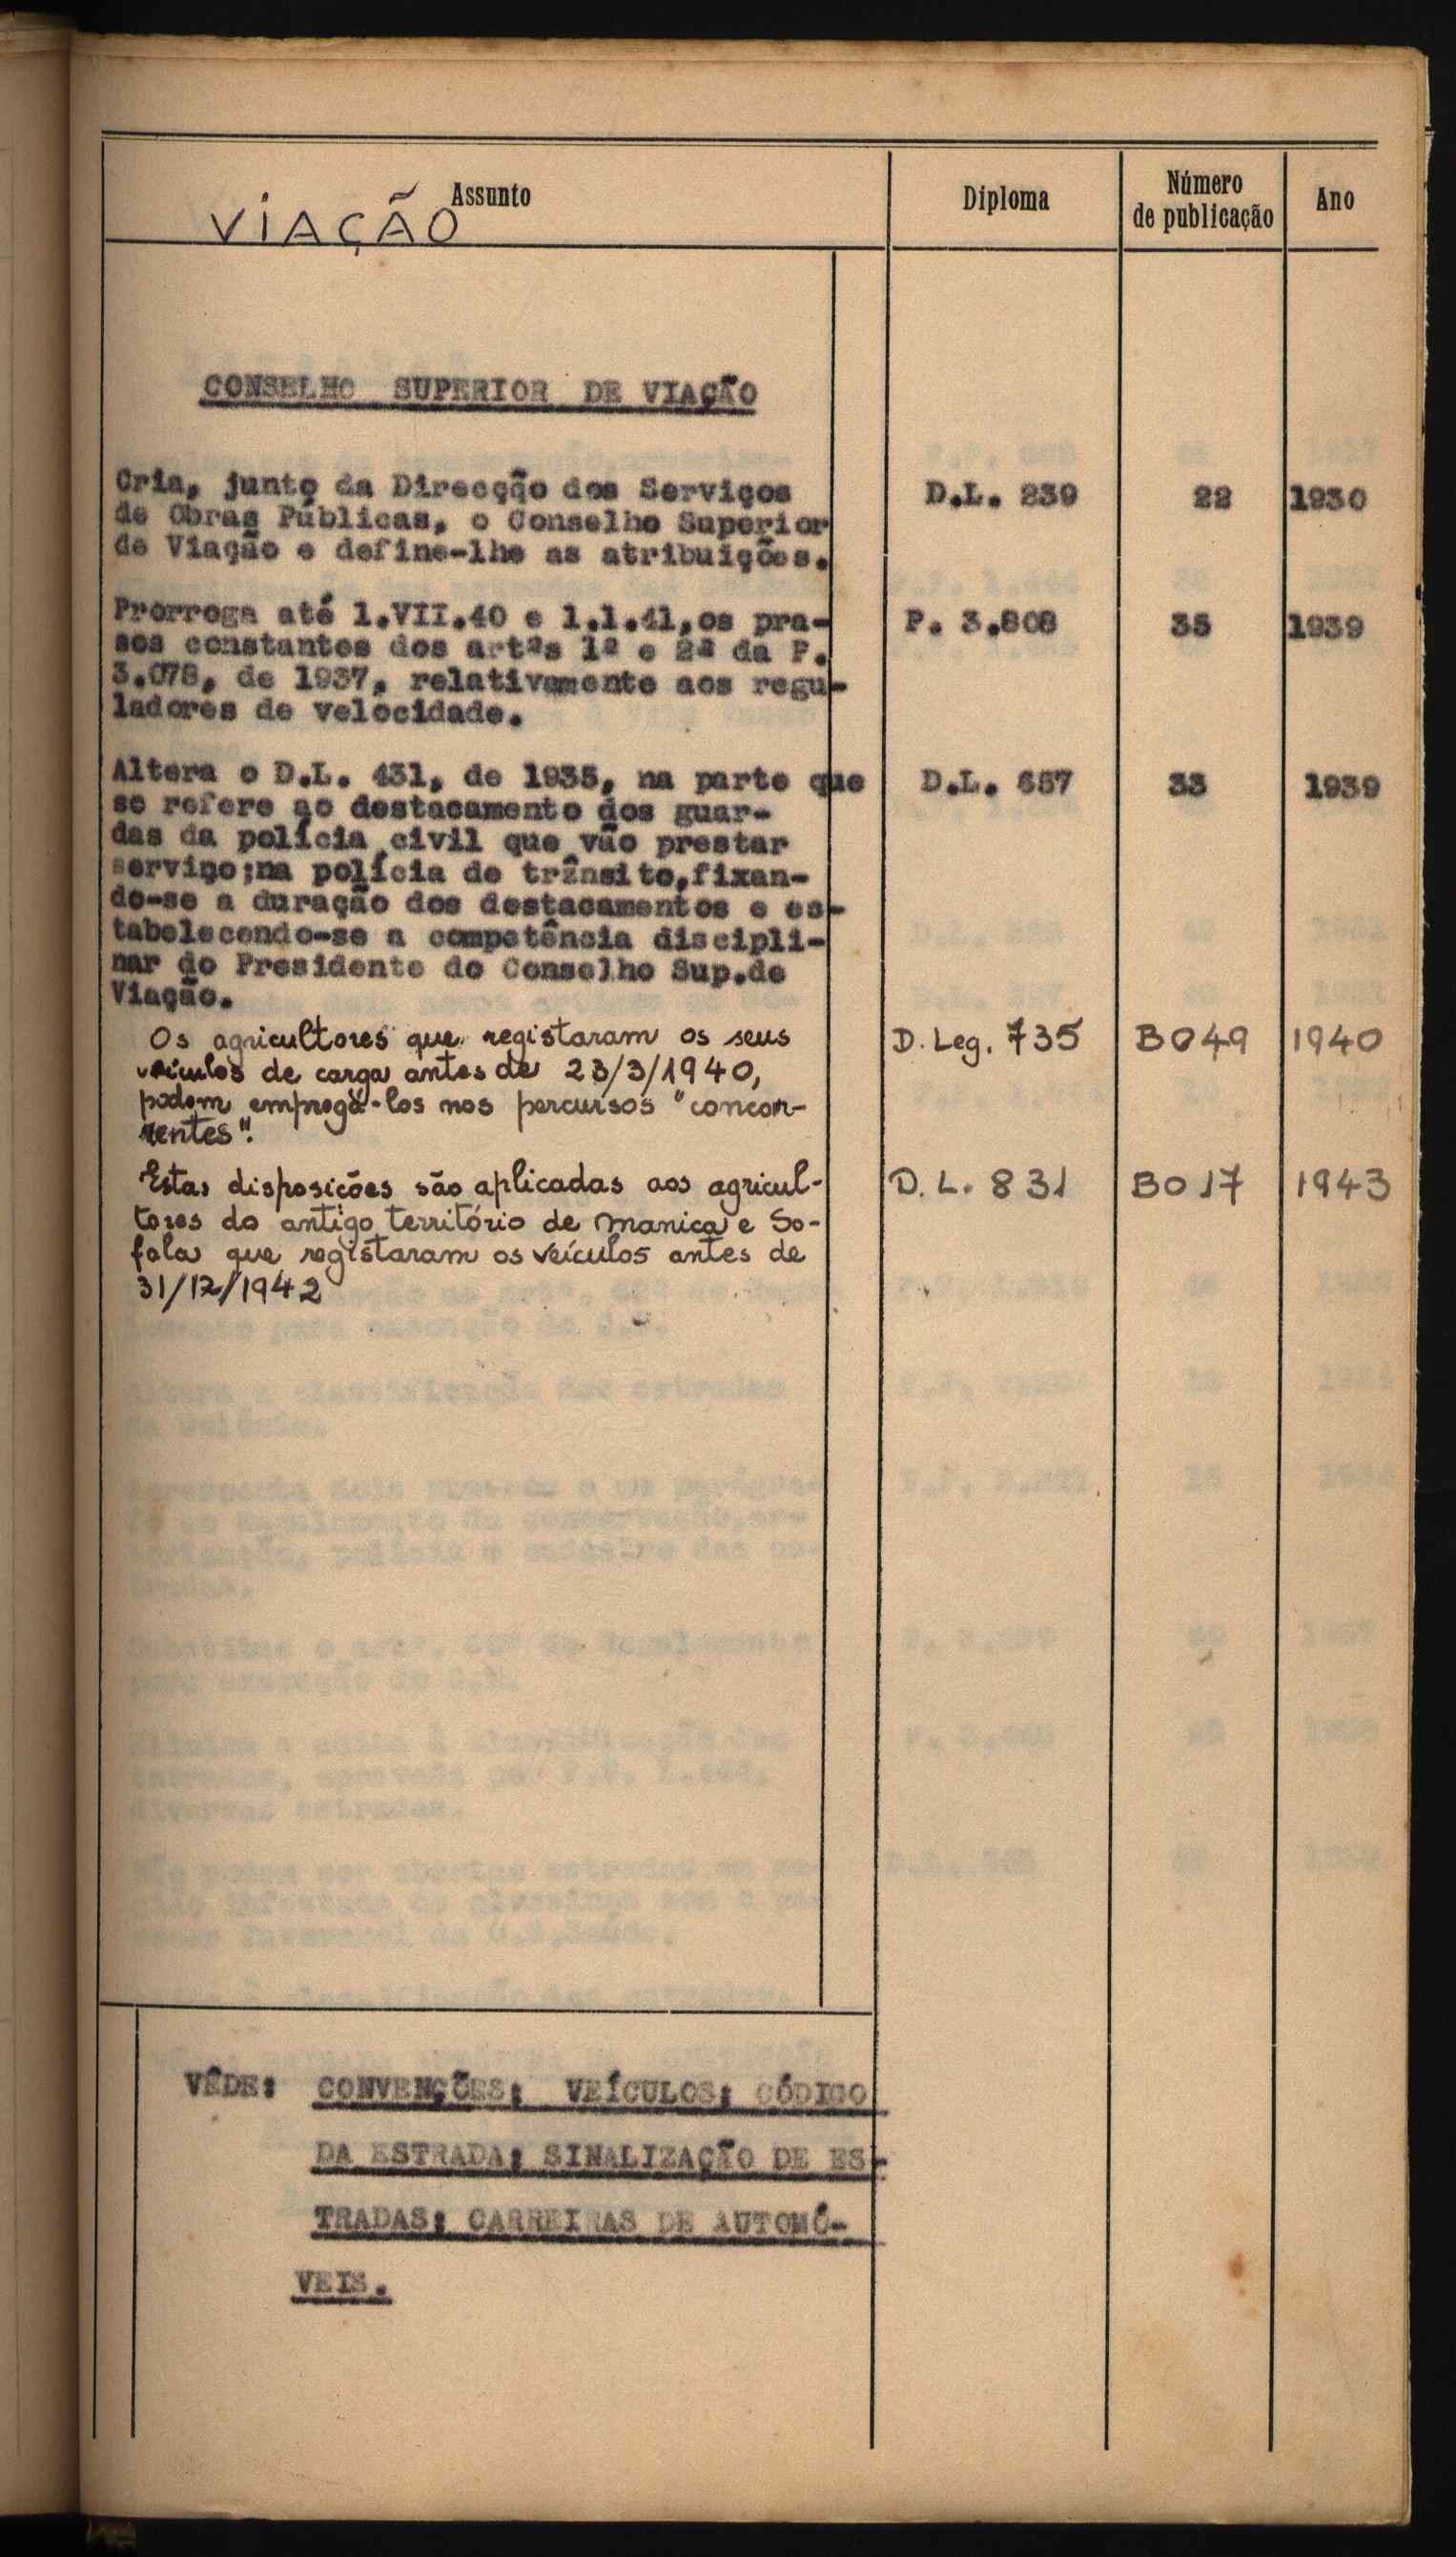 Assunto
Diploma
Número
de publicação
Ano
VIAÇÃO
CONSELHO SUPERIOR DE VIAÇÃO
Cria, junto da Direcção dos Serviços
de Obras Públicas, o Conselho Superior
de Viação e define-lhe as atribuições.
D.L. 239 22 1930
Prorroga até 1.VII.40 e 1.1.41,os pra-
sos constantes dos artºs 1º e 2º da P.
3.078, de 1937, relativamente aos regu-
ladores de velocidade.
P. 3.808 35 1939
Altera o D.L. 431, de 1935, na parte que
se refere ao destacamento dos guar-
das da polícia civil que vão prestar
serviço;na polícia de trânsito,fixan-
do-se a duração dos destacamentos e es-
tabelecendo-se a competência discipli-
nar do Presidente do Conselho Sup.de
Viação.
D.L. 657 33 1939
Os agricultores que registaram os seus
veículos de carga antes de 23/3/1940,
podem empregá-los nos percursos "concor-
rentes".
D. Leg. 735 BO49 1940
Estas disposições são aplicadas aos agricul-
tores do antigo território de Manica e So-
fala que registaram os veículos antes de
31/12/1942
D. L. 831 BO17 1943
VÊDE: CONVENÇÕES; VEÍCULOS; CÓDIGO
DA ESTRADA; SINALIZAÇÃO DE ES-
TRADAS; CARREIRAS DE AUTOMÓ-
VEIS.